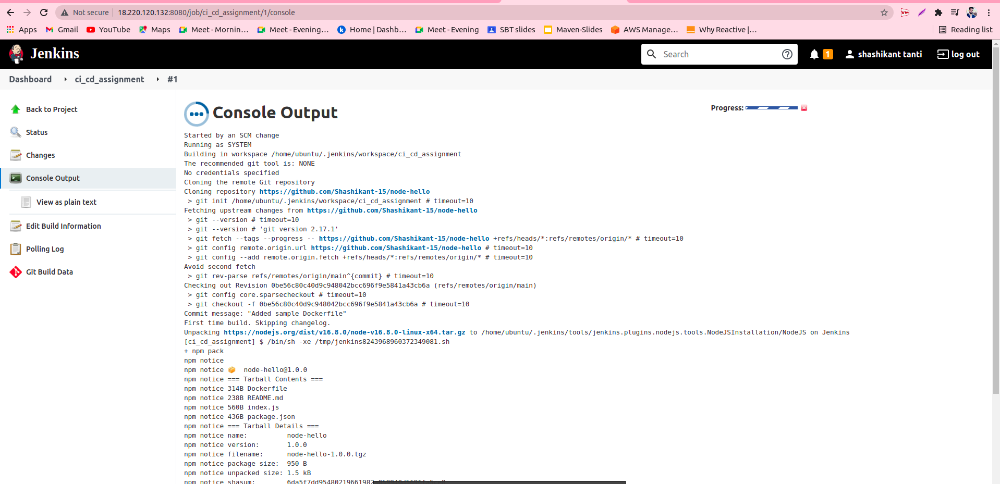 Not secure | 18.220.120.132:8080/job/ci_cd_assignment/1/console
Apps Gmail YouTube Maps Meet - Mornin... Meet - Evening... Home | Dashb... Meet - Evening SBT slides Maven-Slides AWS Manage... Why Reactive |... Reading list
Jenkins Search 1 shashikant tanti log out
Dashboard ci_cd_assignment #1
Back to Project
Status
Changes
Console Output
View as plain text
Edit Build Information
Polling Log
Git Build Data
Console Output
Progress:
Started by an SCM change
Running as SYSTEM
Building in workspace /home/ubuntu/.jenkins/workspace/ci_cd_assignment
The recommended git tool is: NONE
No credentials specified
Cloning the remote Git repository
Cloning repository https://github.com/Shashikant-15/node-hello
 > git init /home/ubuntu/.jenkins/workspace/ci_cd_assignment # timeout=10
Fetching upstream changes from https://github.com/Shashikant-15/node-hello
 > git --version # timeout=10
 > git --version # 'git version 2.17.1'
 > git fetch --tags --progress -- https://github.com/Shashikant-15/node-hello +refs/heads/*:refs/remotes/origin/* # timeout=10
 > git config remote.origin.url https://github.com/Shashikant-15/node-hello # timeout=10
 > git config --add remote.origin.fetch +refs/heads/*:refs/remotes/origin/* # timeout=10
Avoid second fetch
 > git rev-parse refs/remotes/origin/main^{commit} # timeout=10
Checking out Revision 0be56c80c40d9c948042bcc696f9e5841a43cb6a (refs/remotes/origin/main)
 > git config core.sparsecheckout # timeout=10
 > git checkout -f 0be56c80c40d9c948042bcc696f9e5841a43cb6a # timeout=10
Commit message: "Added sample Dockerfile"
First time build. Skipping changelog.
Unpacking https://nodejs.org/dist/v16.8.0/node-v16.8.0-linux-x64.tar.gz to /home/ubuntu/.jenkins/tools/jenkins.plugins.nodejs.tools.NodeJSInstallation/NodeJS on Jenkins
[ci_cd_assignment] $ /bin/sh -xe /tmp/jenkins8243968960372349081.sh
+ npm pack
npm notice
npm notice 📦  node-hello@1.0.0
npm notice === Tarball Contents ===
npm notice 314B Dockerfile
npm notice 238B README.md
npm notice 560B index.js
npm notice 436B package.json
npm notice === Tarball Details ===
npm notice name:          node-hello
npm notice version:       1.0.0
npm notice filename:      node-hello-1.0.0.tgz
npm notice package size:  950 B
npm notice unpacked size: 1.5 kB
npm notice shasum: